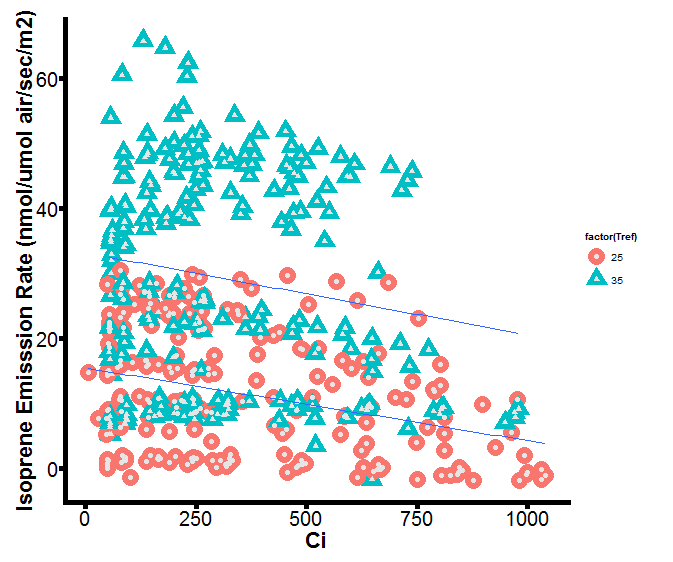 Isoprene Emisssion Rate (nmol/umol air/sec/m2)
60
40
20
0
0 250 500 750 1000
Ci
factor(Tref)
25
35